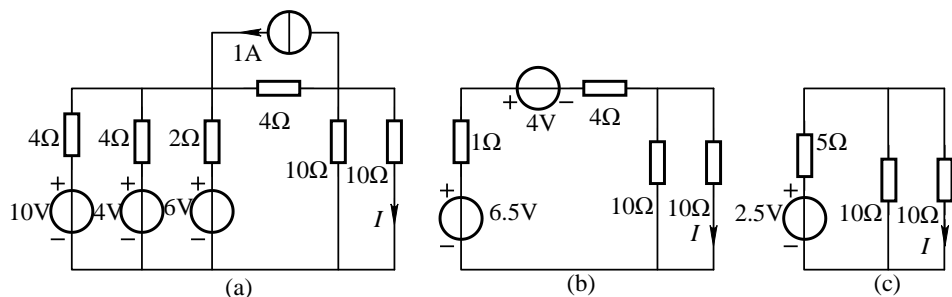 1A
4Ω
4Ω 4Ω 2Ω
10Ω 10Ω
+ + +
10V 4V 6V
− − −
I
(a)
+ −
4V 4Ω
1Ω
+
6.5V
−
10Ω 10Ω
I
(b)
5Ω
+
2.5V
−
10Ω 10Ω
I
(c)